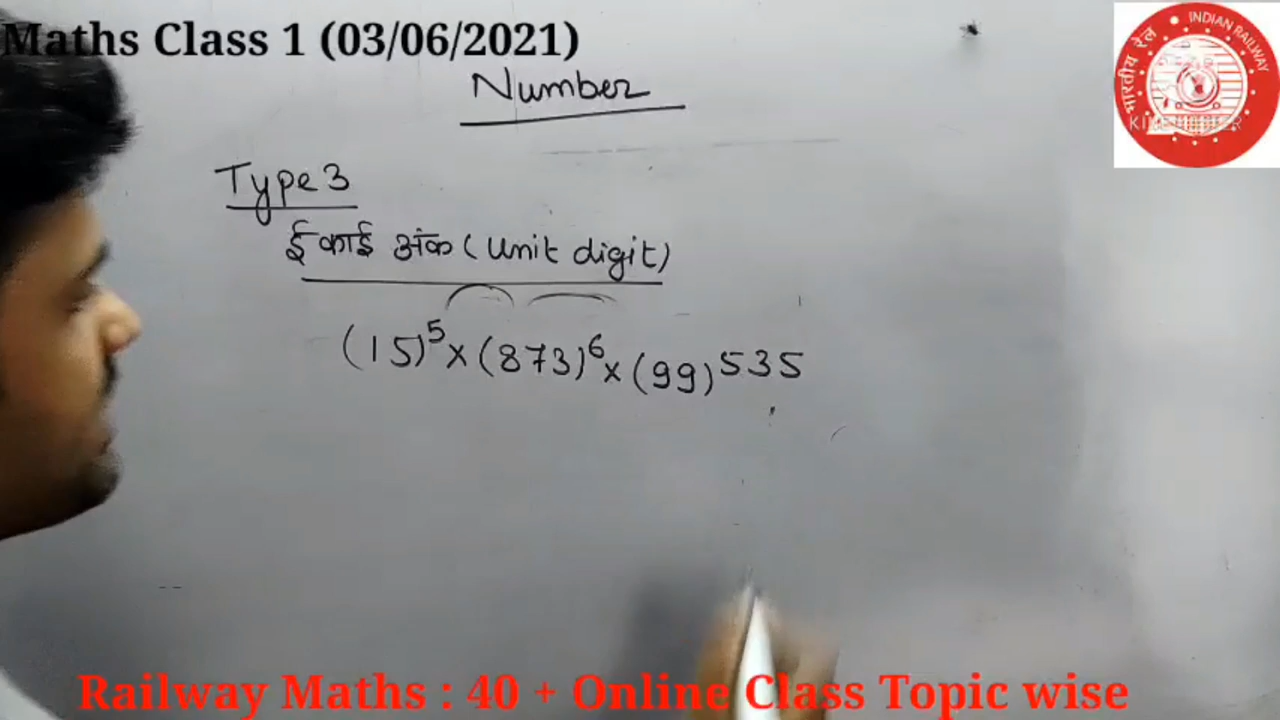 Maths Class 1 (03/06/2021)
INDIAN RAILWAY
भारतीय रेल
Number
Type 3
ईकाई अंक (Unit digit)
(15)⁵×(873)⁶×(99)⁵³⁵
Railway Maths : 40 + Online Class Topic wise